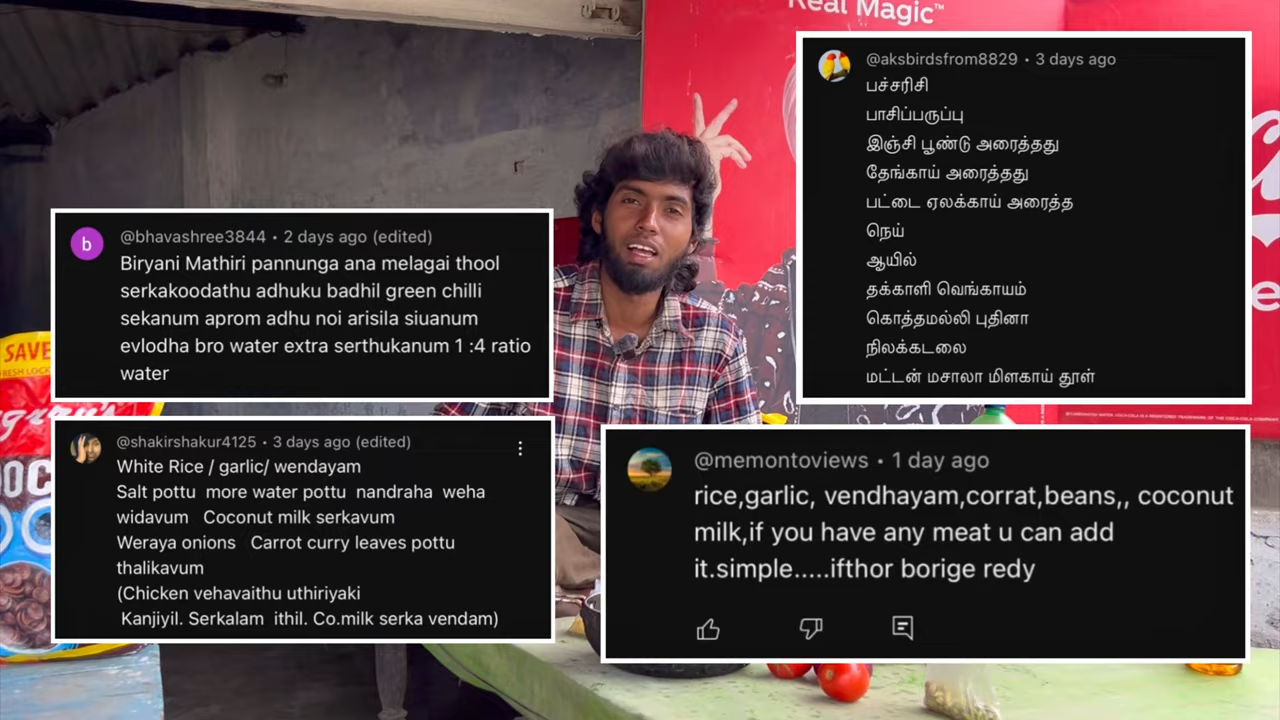 Real Magic™
@aksbirdsfrom8829 • 3 days ago
பச்சரிசி
பாசிப்பருப்பு
இஞ்சி பூண்டு அரைத்தது
தேங்காய் அரைத்தது
பட்டை ஏலக்காய் அரைத்த
நெய்
ஆயில்
தக்காளி வெங்காயம்
கொத்தமல்லி புதினா
நிலக்கடலை
மட்டன் மசாலா மிளகாய் தூள்
b
@bhavashree3844 • 2 days ago (edited)
Biryani Mathiri pannunga ana melagai thool
serkakoodathu adhuku badhil green chilli
sekanum aprom adhu noi arisila siuanum
evlodha bro water extra serthukanum 1 :4 ratio
water
SAVE
@shakirshakur4125 • 3 days ago (edited)
White Rice / garlic/ wendayam
Salt pottu more water pottu nandraha weha
widavum Coconut milk serkavum
Weraya onions Carrot curry leaves pottu
thalikavum
(Chicken vehavaithu uthiriyaki
Kanjiyil. Serkalam ithil. Co.milk serka vendam)
@memontoviews • 1 day ago
rice,garlic, vendhayam,corrat,beans,, coconut
milk,if you have any meat u can add
it.simple.....ifthor borige redy